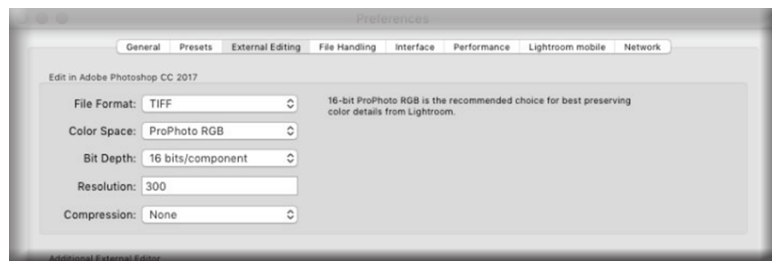 Preferences
General Presets External Editing File Handling Interface Performance Lightroom mobile Network
Edit in Adobe Photoshop CC 2017
File Format: TIFF
16-bit ProPhoto RGB is the recommended choice for best preserving
color details from Lightroom.
Color Space: ProPhoto RGB
Bit Depth: 16 bits/component
Resolution: 300
Compression: None
Additional External Editor